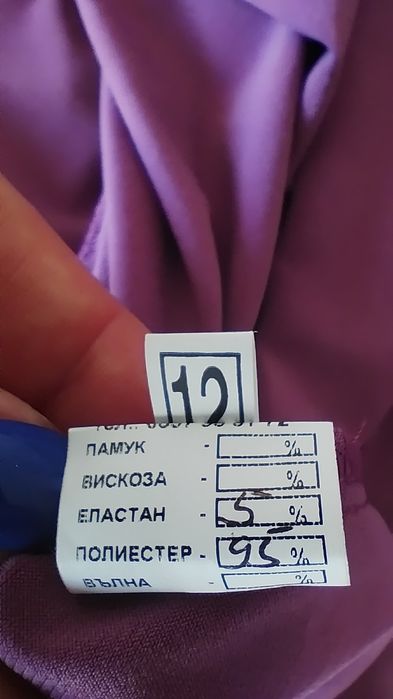 12
ПАМУК - %
ВИСКОЗА - %
ЕЛАСТАН - 5 %
ПОЛИЕСТЕР - 95 %
ВЪЛНА %